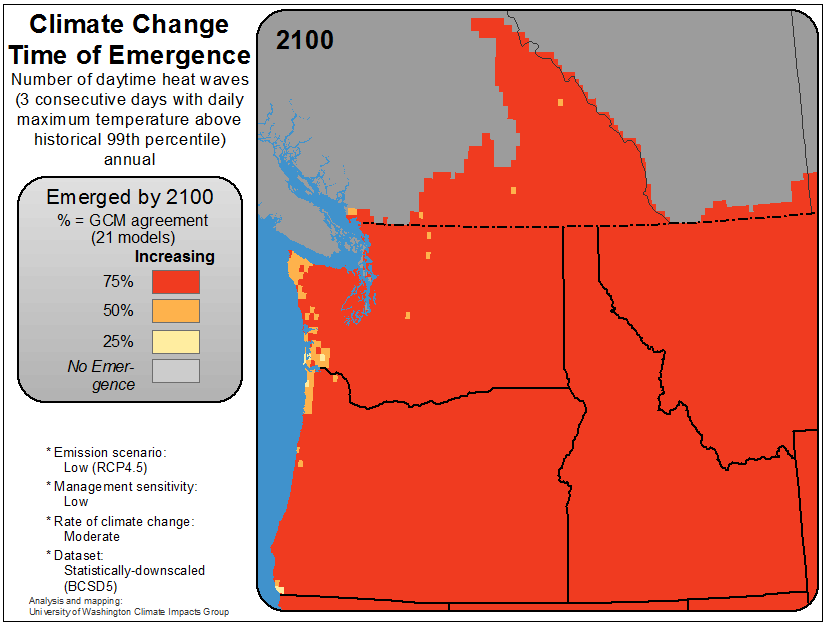 Climate Change
Time of Emergence
Number of daytime heat waves
(3 consecutive days with daily
maximum temperature above
historical 99th percentile)
annual
Emerged by 2100
% = GCM agreement
(21 models)
Increasing
75%
50%
25%
No Emer-
gence
* Emission scenario:
Low (RCP4.5)
* Management sensitivity:
Low
* Rate of climate change:
Moderate
* Dataset:
Statistically-downscaled
(BCSD5)
Analysis and mapping:
University of Washington Climate Impacts Group
2100